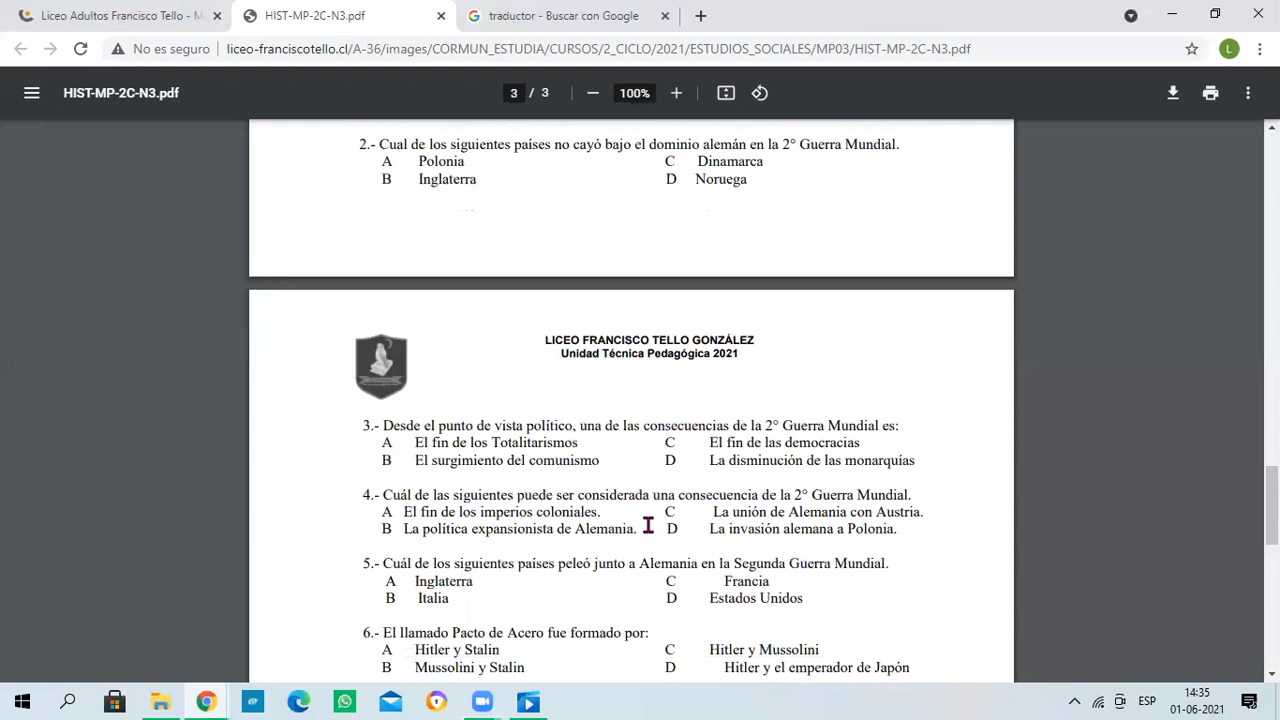 Liceo Adultos Francisco Tello - M
HIST-MP-2C-N3.pdf
traductor - Buscar con Google
No es seguro
liceo-franciscotello.cl/A-36/images/CORMUN_ESTUDIA/CURSOS/2_CICLO/2021/ESTUDIOS_SOCIALES/MP03/HIST-MP-2C-N3.pdf
L
HIST-MP-2C-N3.pdf
3 / 3
100%
2.- Cual de los siguientes países no cayó bajo el dominio alemán en la 2° Guerra Mundial.
A Polonia C Dinamarca
B Inglaterra D Noruega
LICEO FRANCISCO TELLO GONZÁLEZ
Unidad Técnica Pedagógica 2021
3.- Desde el punto de vista político, una de las consecuencias de la 2° Guerra Mundial es:
A El fin de los Totalitarismos C El fin de las democracias
B El surgimiento del comunismo D La disminución de las monarquías
4.- Cuál de las siguientes puede ser considerada una consecuencia de la 2° Guerra Mundial.
A El fin de los imperios coloniales. C La unión de Alemania con Austria.
B La política expansionista de Alemania. D La invasión alemana a Polonia.
5.- Cuál de los siguientes países peleó junto a Alemania en la Segunda Guerra Mundial.
A Inglaterra C Francia
B Italia D Estados Unidos
6.- El llamado Pacto de Acero fue formado por:
A Hitler y Stalin C Hitler y Mussolini
B Mussolini y Stalin D Hitler y el emperador de Japón
ESP
14:35
01-06-2021